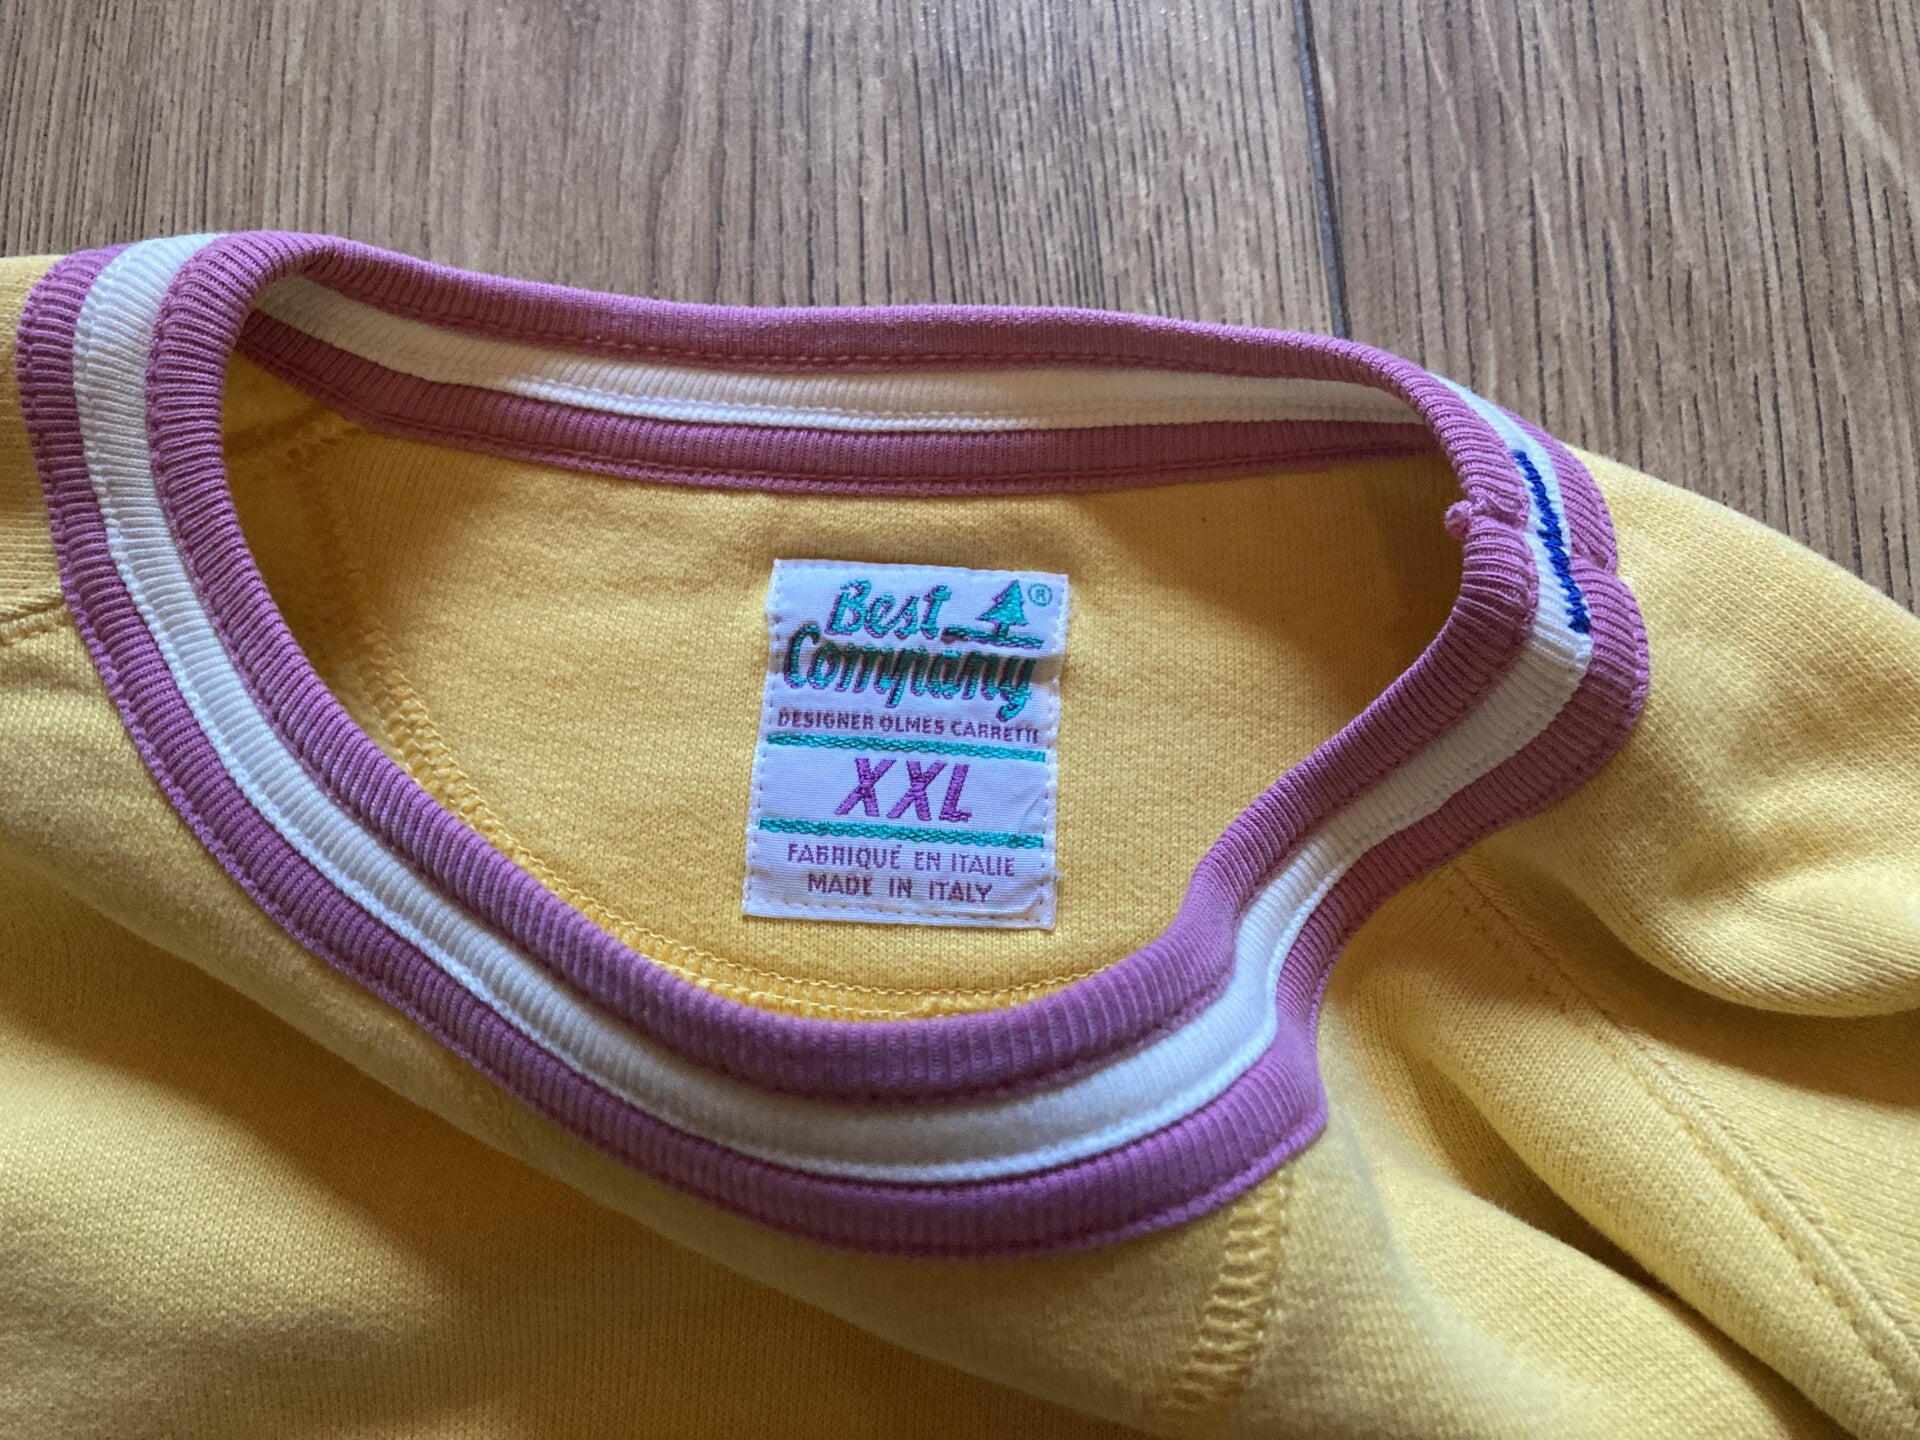 Best ®
Company
DESIGNER OLMES CARRETTI
XXL
FABRIQUÉ EN ITALIE
MADE IN ITALY